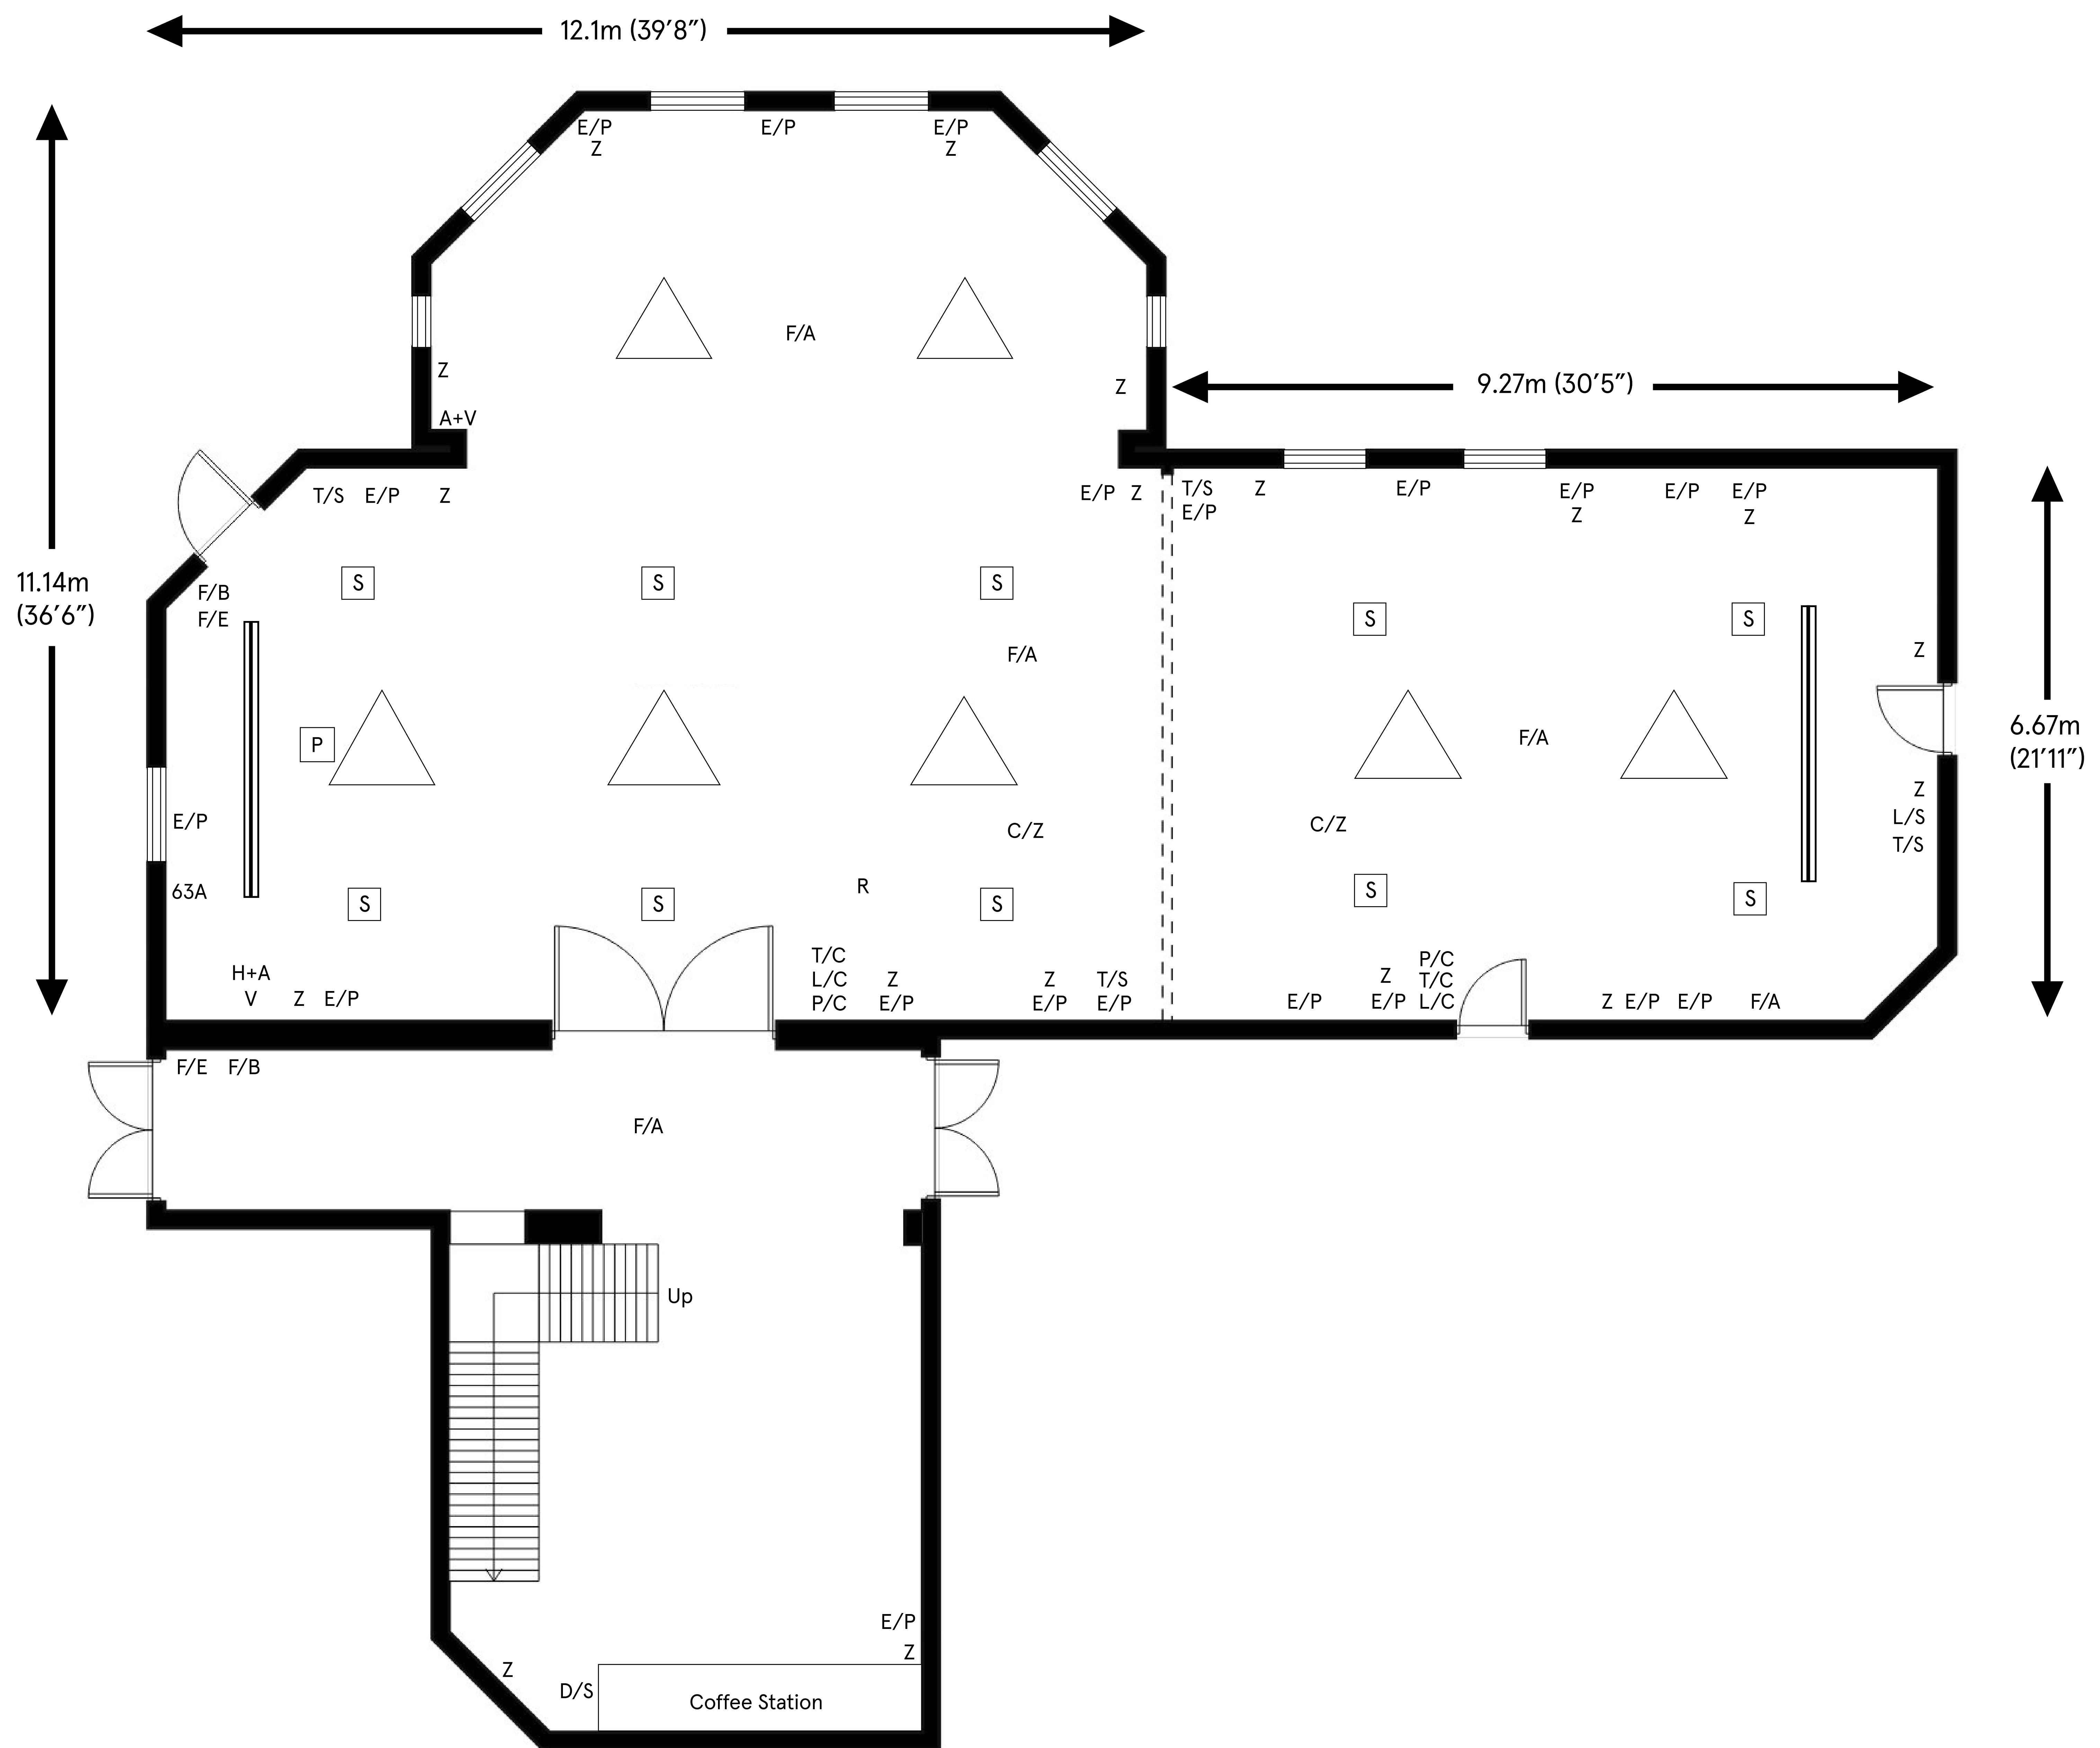 12.1m (39'8")
E/P
E/P
E/P
Z
Z
F/A
Z
Z
9.27m (30'5")
A+V
T/S
E/P
Z
E/P
Z
T/S
Z
E/P
E/P
E/P
E/P
E/P
Z
Z
11.14m
(36'6")
F/B
F/E
S
S
S
S
S
F/A
Z
P
F/A
6.67m
(21'11")
E/P
C/Z
C/Z
Z
L/S
T/S
63A
S
S
R
S
S
S
H+A
V
Z
E/P
T/C
L/C
P/C
Z
E/P
Z
E/P
T/S
E/P
E/P
Z
E/P
P/C
T/C
L/C
Z
E/P
E/P
F/A
F/E
F/B
F/A
Up
E/P
Z
Z
D/S
Coffee Station